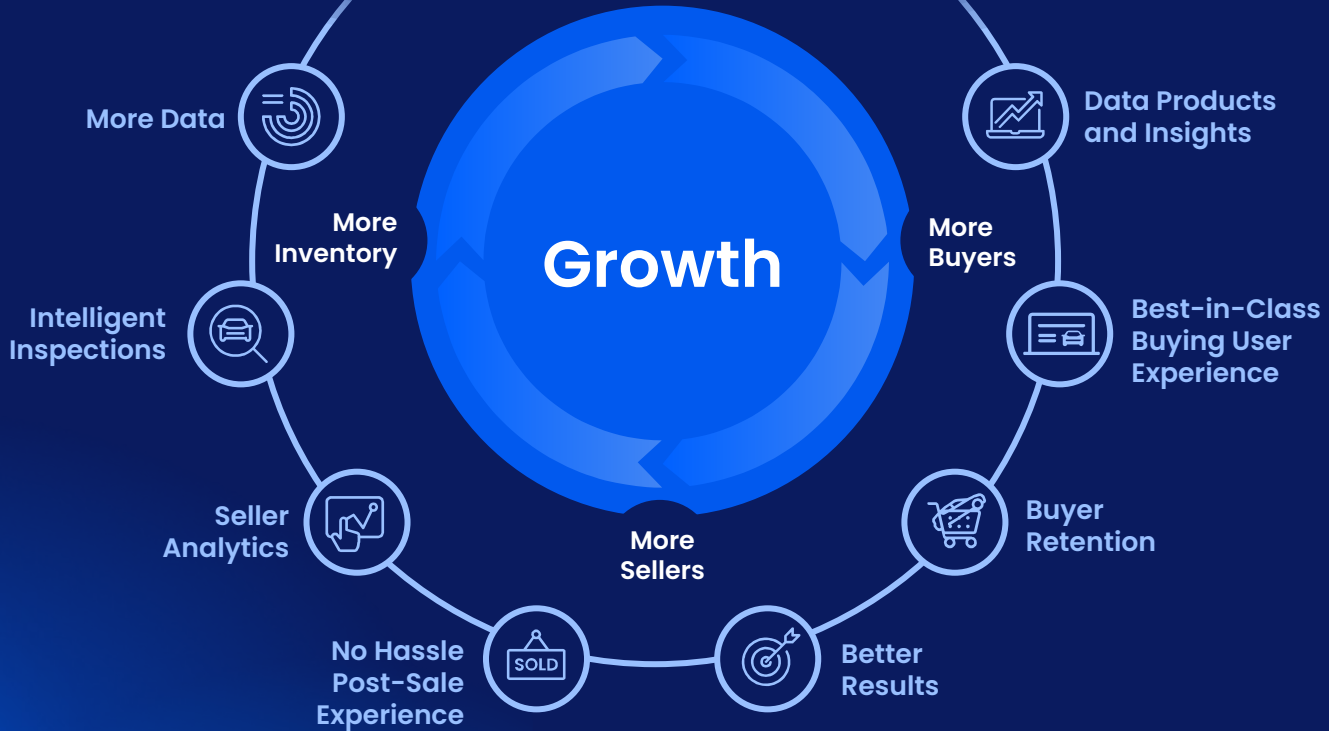 More Data
Data Products
and Insights
More
Inventory
Growth
More
Buyers
Intelligent
Inspections
Best-in-Class
Buying User
Experience
Seller
Analytics
More
Sellers
Buyer
Retention
No Hassle
Post-Sale
Experience
SOLD
Better
Results